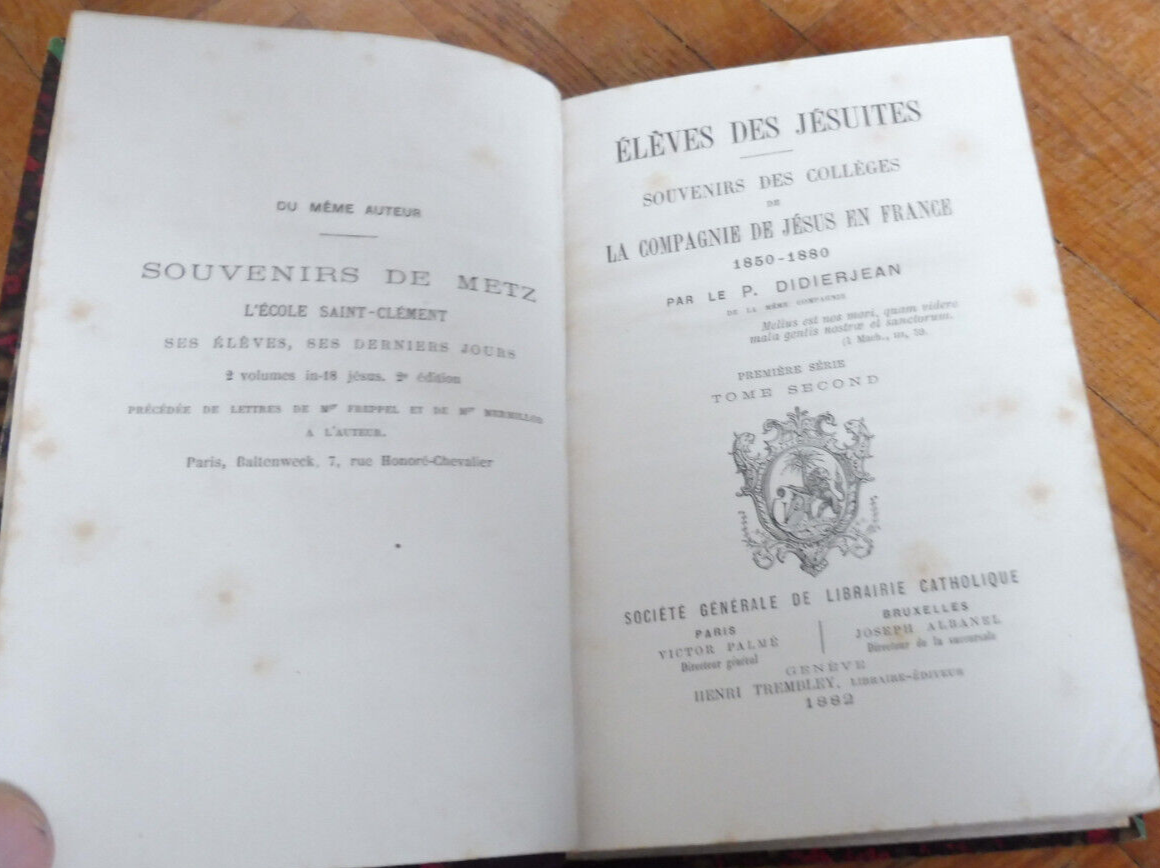 DU MÊME AUTEUR
SOUVENIRS DE METZ
L'ÉCOLE SAINT-CLÉMENT
SES ÉLÈVES, SES DERNIERS JOURS
2 volumes in-18 jésus. 2e édition
PRÉCÉDÉE DE LETTRES DE Mgr FREPPEL ET DE Mgr MERMILLOD
A L'AUTEUR.
Paris, Baltenweck, 7, rue Honoré-Chevalier
ÉLÈVES DES JÉSUITES
SOUVENIRS DES COLLÈGES
DE
LA COMPAGNIE DE JÉSUS EN FRANCE
1850-1880
PAR LE P. DIDIERJEAN
DE LA MÊME COMPAGNIE
Melius est nos mori, quam videre
mala gentis nostræ et sanctorum.
(I Mach., III, 59.
PREMIÈRE SÉRIE
TOME SECOND
SOCIÉTÉ GÉNÉRALE DE LIBRAIRIE CATHOLIQUE
PARIS
VICTOR PALMÉ
Directeur général
BRUXELLES
JOSEPH ALBANEL
Directeur de la succursale
GENÈVE
HENRI TREMBLEY, LIBRAIRE-ÉDITEUR
1882